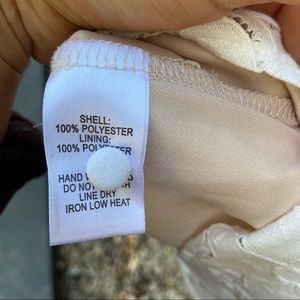 SHELL:
100% POLYESTER
LINING:
100% POLYESTER
HAND
DO NOT
LINE DRY
IRON LOW HEAT